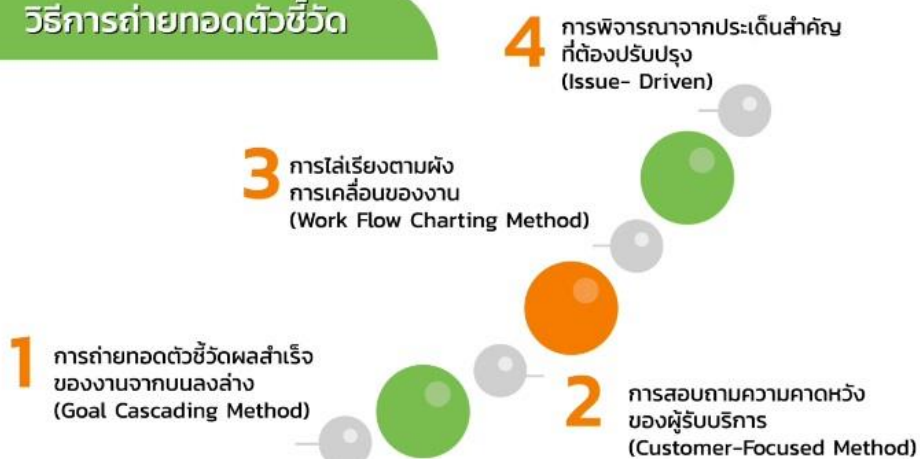 วิธีการถ่ายทอดตัวชี้วัด
1
การถ่ายทอดตัวชี้วัดผลสำเร็จ
ของงานจากบนลงล่าง
(Goal Cascading Method)
2
การสอบถามความคาดหวัง
ของผู้รับบริการ
(Customer-Focused Method)
3
การไล่เรียงตามผัง
การเคลื่อนของงาน
(Work Flow Charting Method)
4
การพิจารณาจากประเด็นสำคัญ
ที่ต้องปรับปรุง
(Issue- Driven)